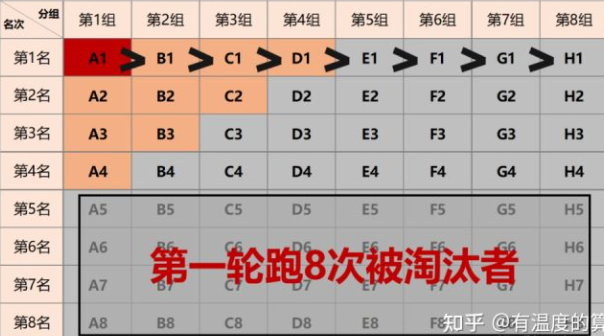 分组 第1组 第2组 第3组 第4组 第5组 第6组 第7组 第8组
名次
第1名 A1 > B1 > C1 > D1 > E1 > F1 > G1 > H1
第2名 A2 B2 C2 D2 E2 F2 G2 H2
第3名 A3 B3 C3 D3 E3 F3 G3 H3
第4名 A4 B4 C4 D4 E4 F4 G4 H4
第5名 A5 B5 C5 D5 E5 F5 G5 H5
第6名 A6 B6 C6 D6 E6 F6 G6 H6
第一轮跑8次被淘汰者
第7名 A7 B7 C7 D7 E7 F7 G7 H7
第8名 A8 B8 C8 D8 E8 F8
知乎 @有温度的算